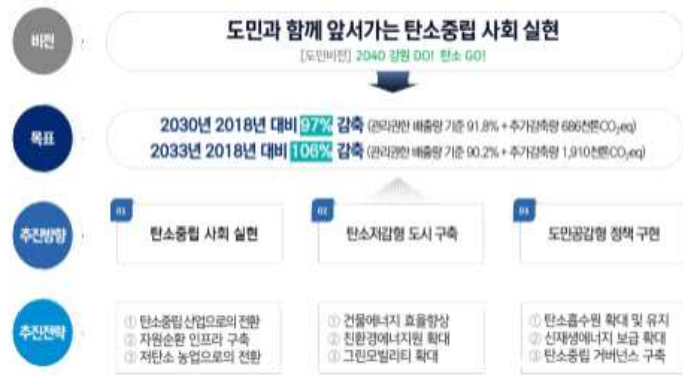 비전
도민과 함께 앞서가는 탄소중립 사회 실현
[도민비전] 2040 강원 DO! 탄소 GO!
목표
2030년 2018년 대비 97% 감축 (관리권한 배출량 기준 91.8% + 추가감축량 686천톤CO₂eq)
2033년 2018년 대비 106% 감축 (관리권한 배출량 기준 90.2% + 추가감축량 1,910천톤CO₂eq)
추진방향
01
탄소중립 사회 실현
02
탄소저감형 도시 구축
03
도민공감형 정책 구현
추진전략
① 탄소중립 산업으로의 전환
② 자원순환 인프라 구축
③ 저탄소 농업으로의 전환
① 건물에너지 효율향상
② 친환경에너지원 확대
③ 그린모빌리티 확대
① 탄소흡수원 확대 및 유지
② 신재생에너지 보급 확대
③ 탄소중립 거버넌스 구축